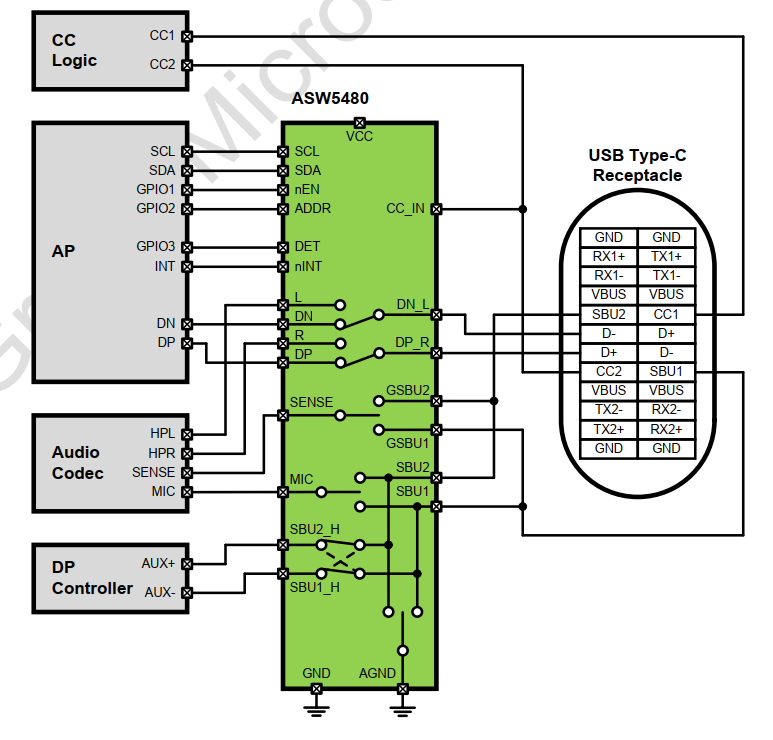 CC
Logic
CC1
CC2
ASW5480
VCC
AP
SCL
SDA
GPIO1
GPIO2
GPIO3
INT
DN
DP
SCL
SDA
nEN
ADDR
DET
nINT
L
DN
R
DP
SENSE
MIC
SBU2_H
SBU1_H
GND
AGND
CC_IN
DN_L
DP_R
GSBU2
GSBU1
SBU2
SBU1
Audio
Codec
HPL
HPR
SENSE
MIC
DP
Controller
AUX+
AUX-
USB Type-C
Receptacle
GND GND
RX1+ TX1+
RX1- TX1-
VBUS VBUS
SBU2 CC1
D- D+
D+ D-
CC2 SBU1
VBUS VBUS
TX2- RX2-
TX2+ RX2+
GND GND